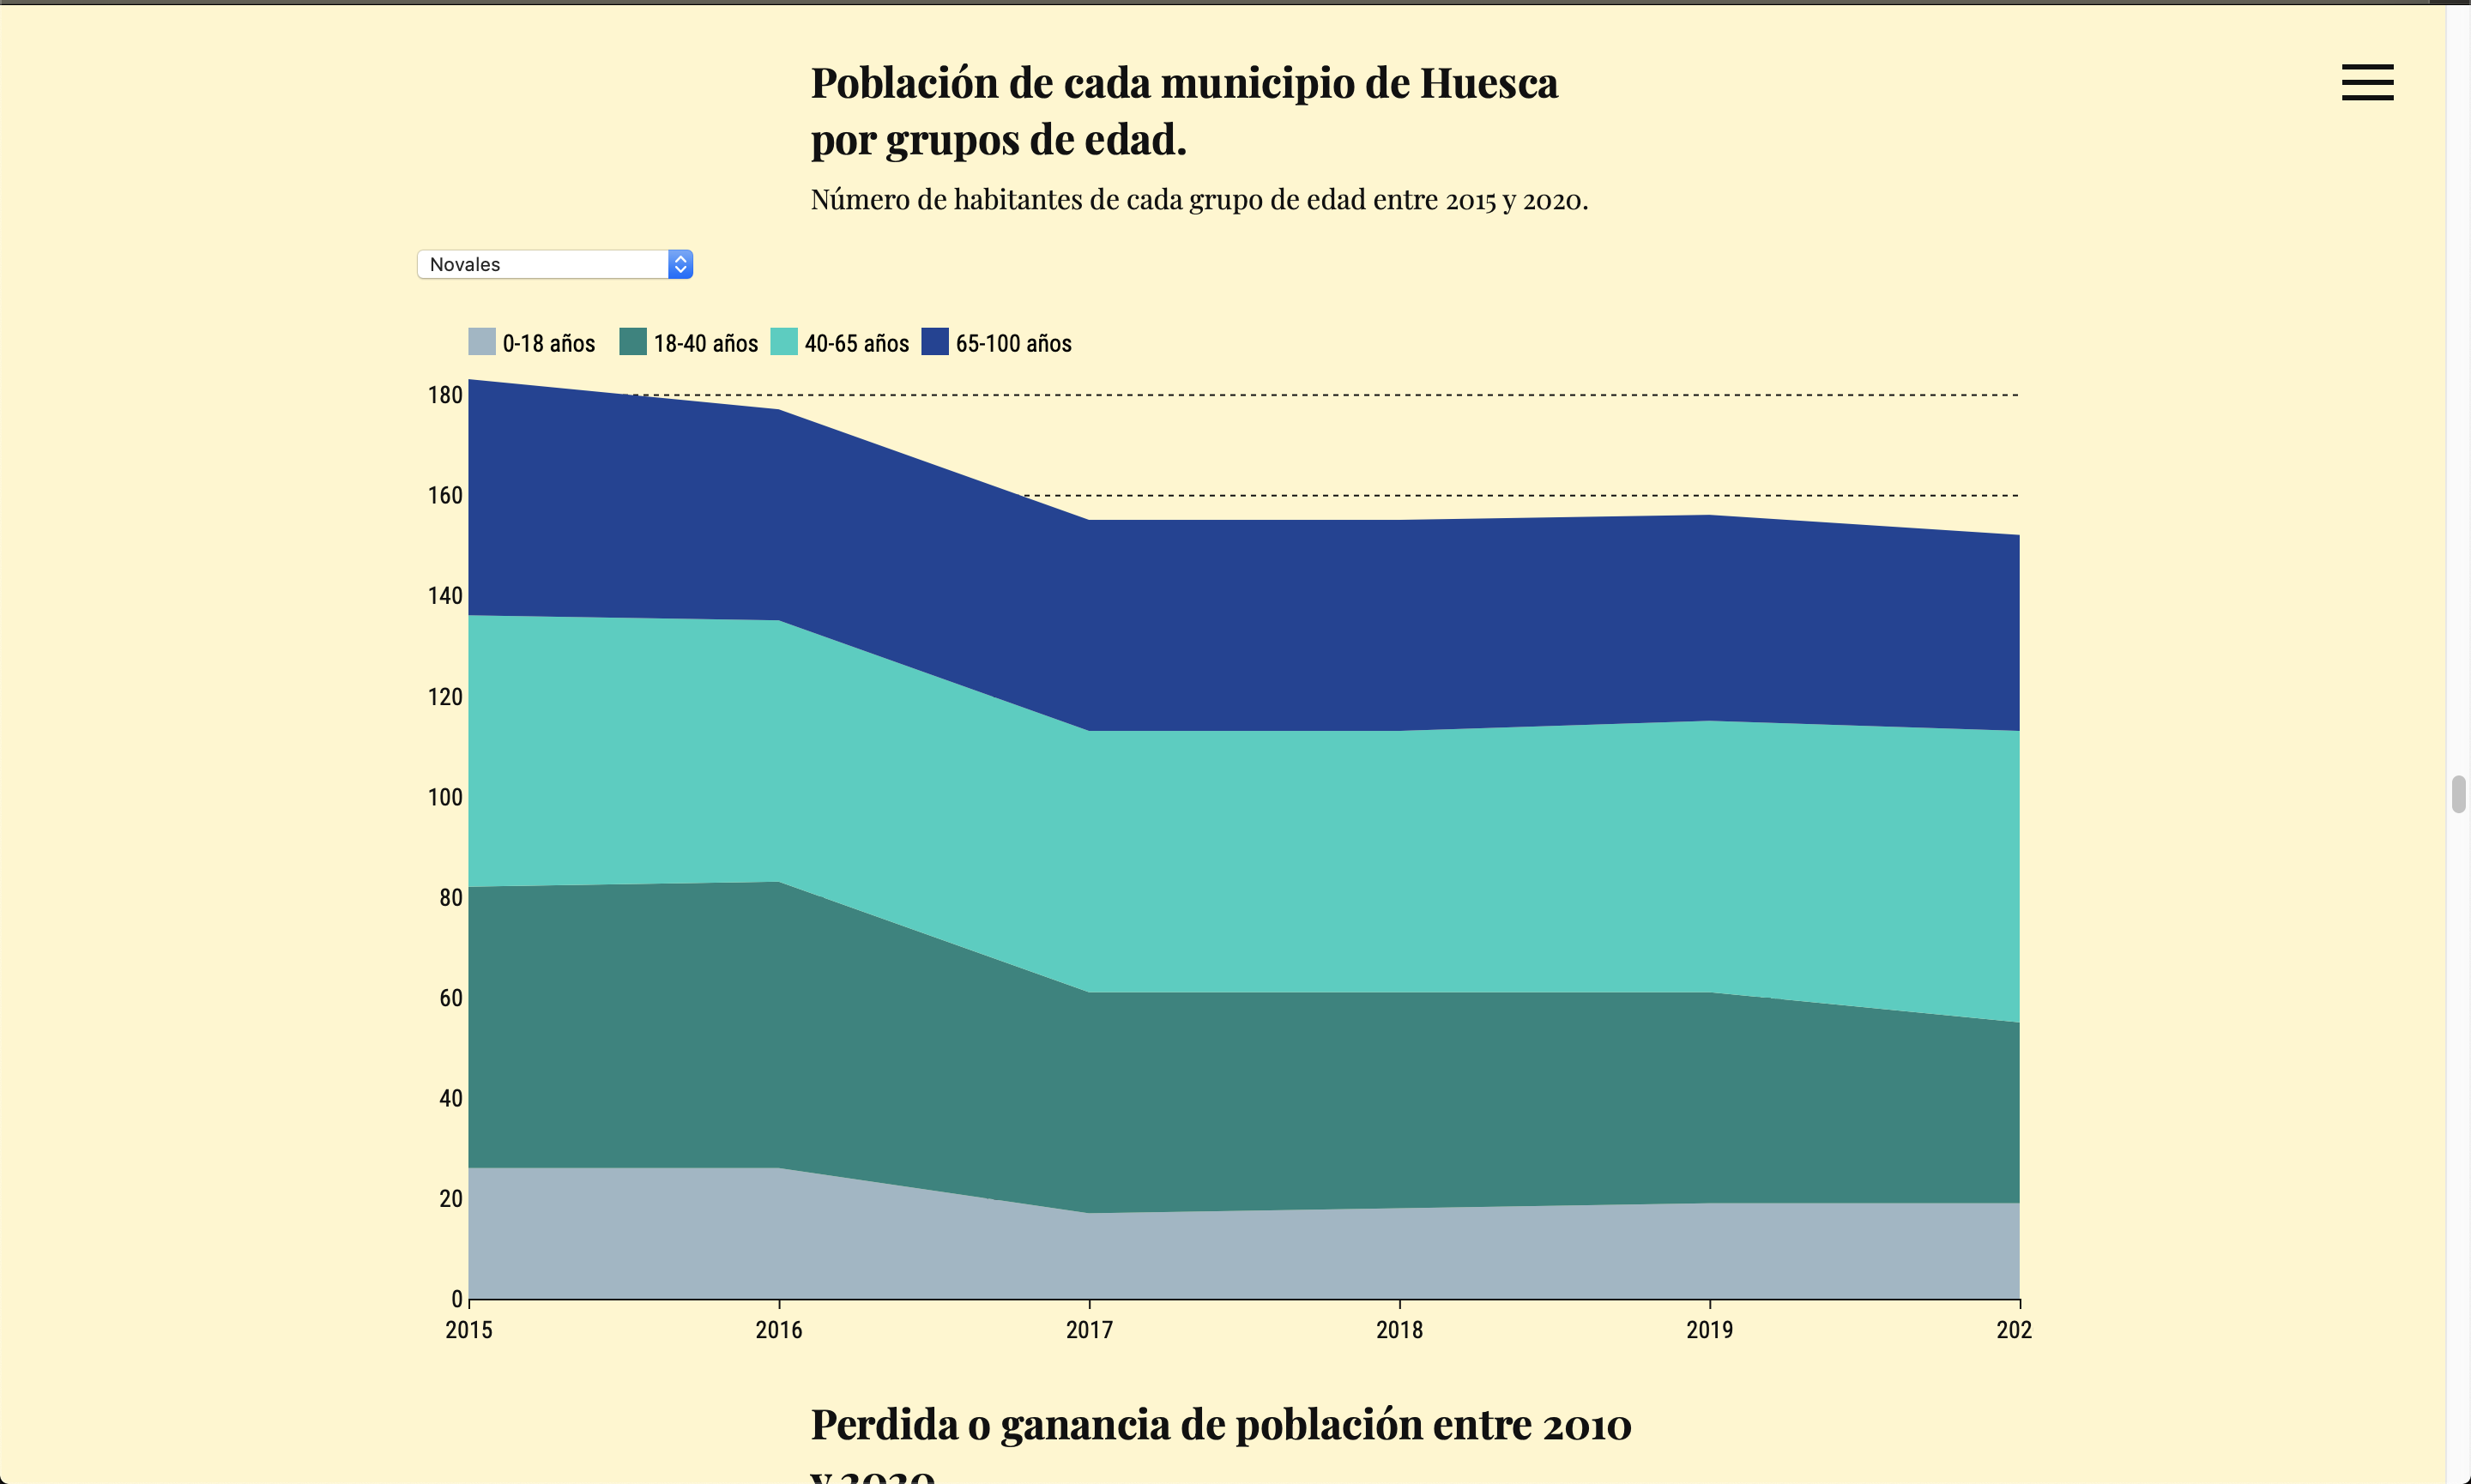 Población de cada municipio de Huesca
por grupos de edad.
Número de habitantes de cada grupo de edad entre 2015 y 2020.
Novales
0-18 años 18-40 años 40-65 años 65-100 años
180
160
140
120
100
80
60
40
20
0
2015 2016 2017 2018 2019 202
Perdida o ganancia de población entre 2010
y 2020